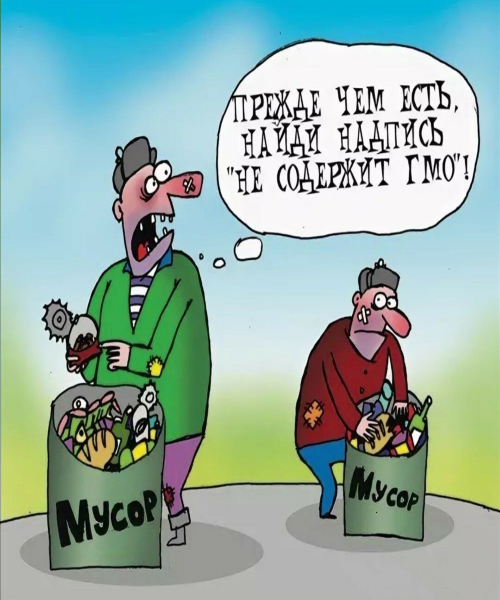 ПРЕЖДЕ ЧЕМ ЕСТЬ,
НАЙДИ НАДПИСЬ
"НЕ СОДЕРЖИТ ГМО"!
МУСОР
МУСОР